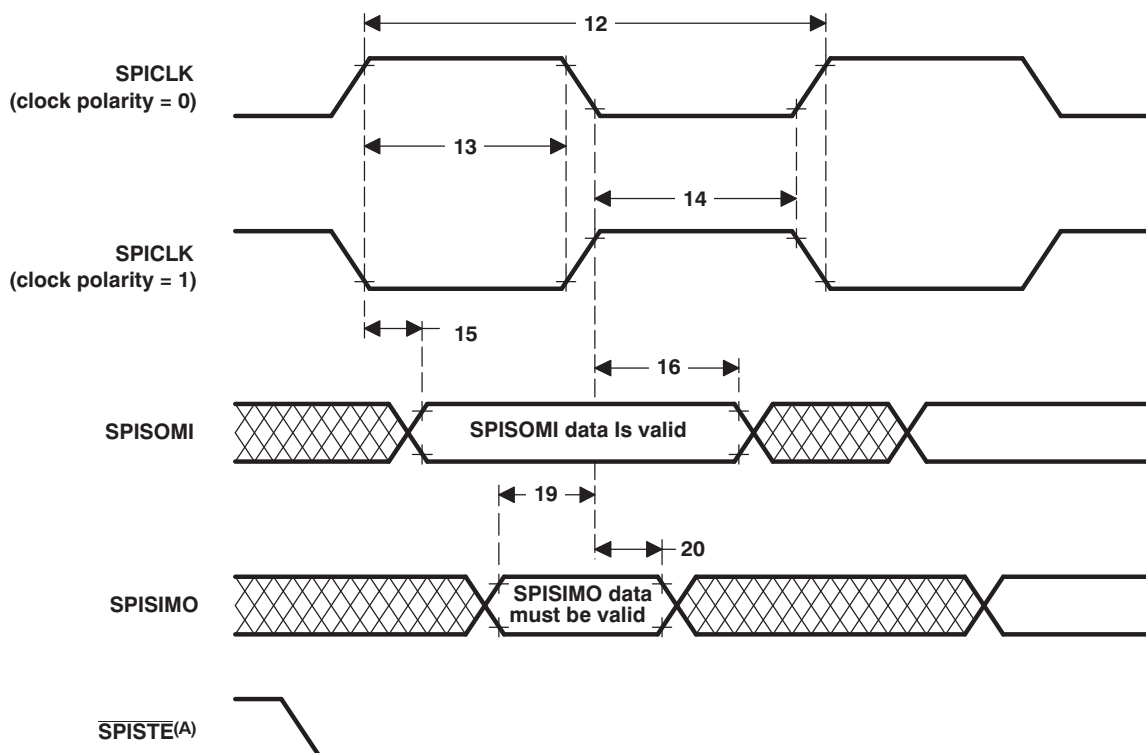 12
SPICLK
(clock polarity = 0)
13
14
SPICLK
(clock polarity = 1)
15
16
SPISOMI
SPISOMI data Is valid
19
20
SPISIMO
SPISIMO data
must be valid
SPISTE(A)